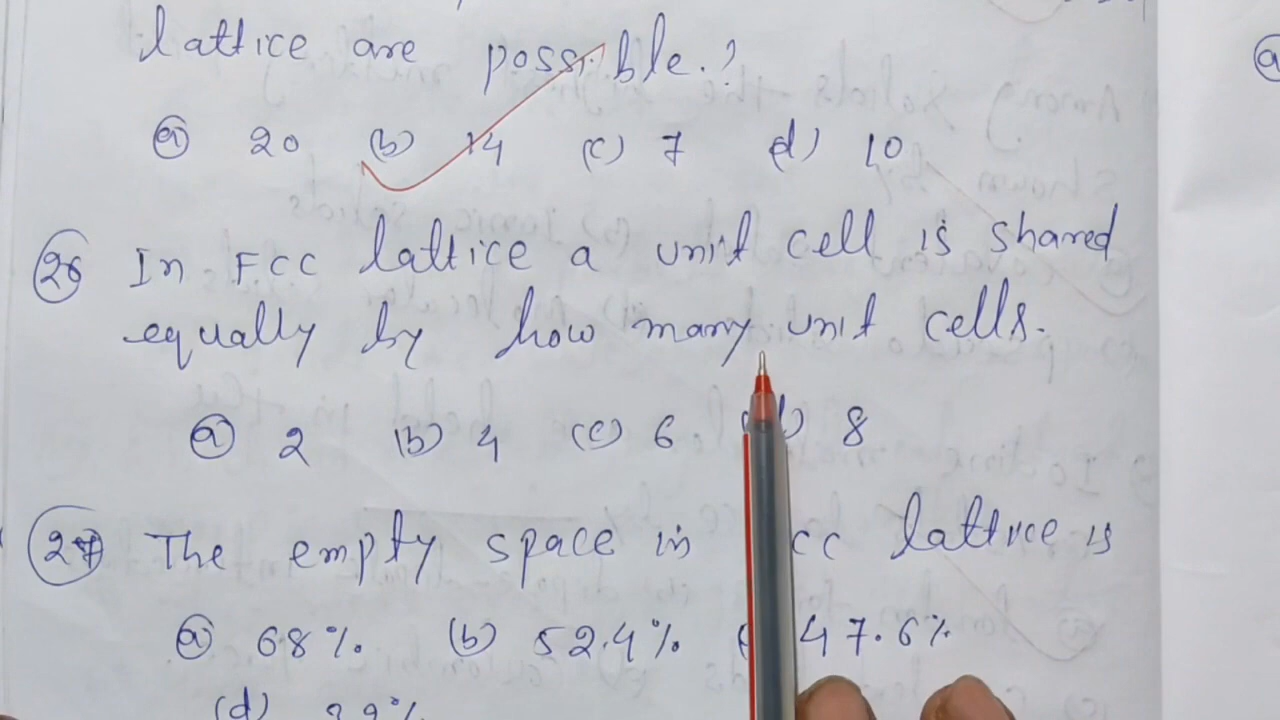 lattice are possible.?
(a) 20 (b) 14 (c) 7 (d) 10
(26) In FCC lattice a unit cell is shared
equally by how many unit cells.
(a) 2 (b) 4 (c) 6 (d) 8
(27) The empty space in cc lattice is
(a) 68% (b) 52.4% 47.6%
(d)
(a)